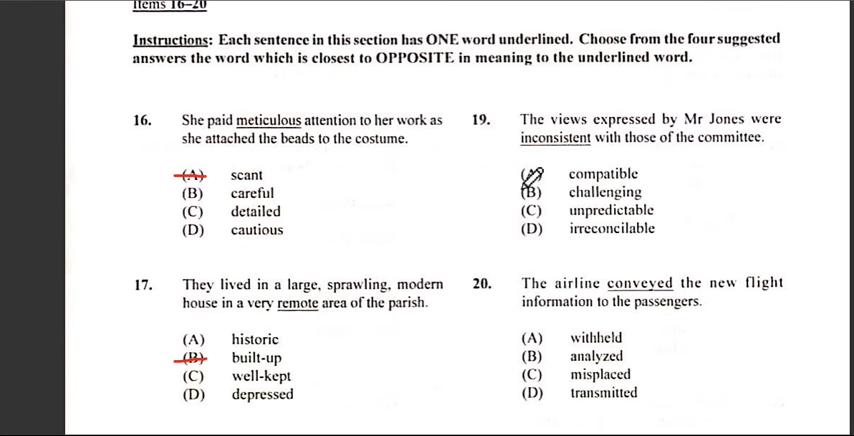 Items 16–20
Instructions: Each sentence in this section has ONE word underlined. Choose from the four suggested
answers the word which is closest to OPPOSITE in meaning to the underlined word.
16. She paid meticulous attention to her work as
she attached the beads to the costume.
(A) scant
(B) careful
(C) detailed
(D) cautious
17. They lived in a large, sprawling, modern
house in a very remote area of the parish.
(A) historic
(B) built-up
(C) well-kept
(D) depressed
19. The views expressed by Mr Jones were
inconsistent with those of the committee.
(A) compatible
(B) challenging
(C) unpredictable
(D) irreconcilable
20. The airline conveyed the new flight
information to the passengers.
(A) withheld
(B) analyzed
(C) misplaced
(D) transmitted